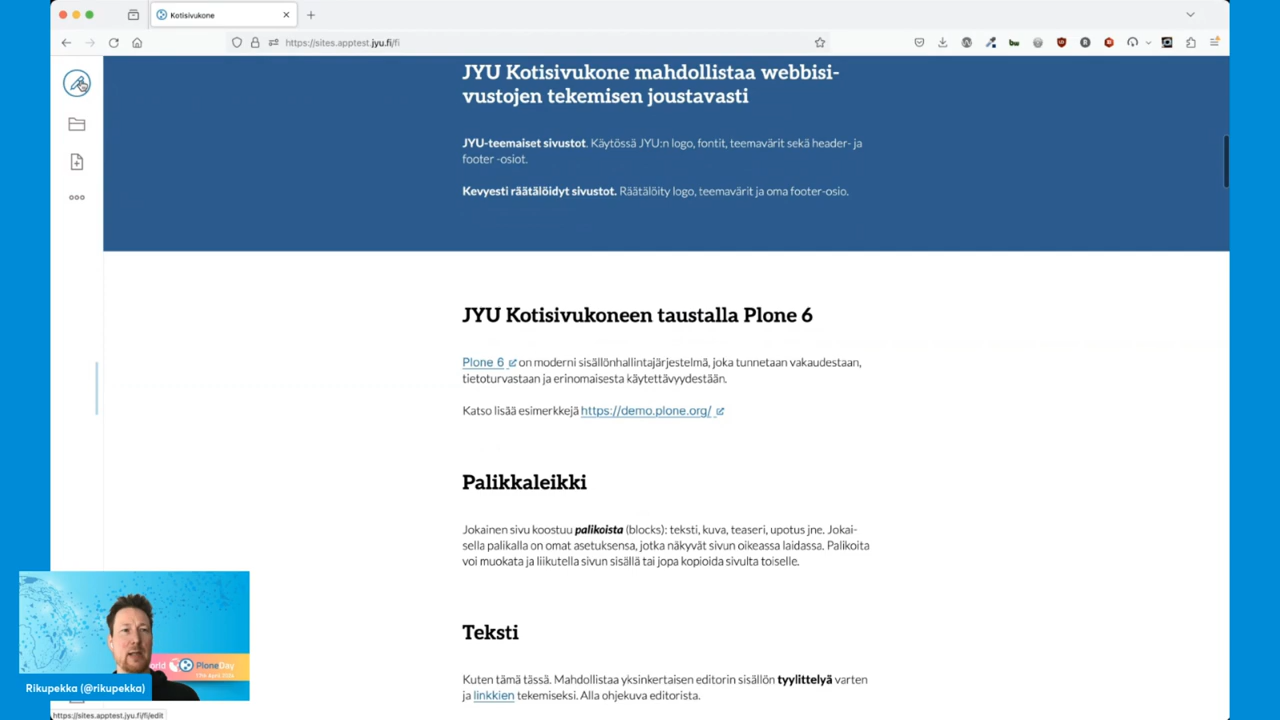 Kotisivukone
https://sites.apptest.jyu.fi/fi
JYU Kotisivukone mahdollistaa webbisi-
vustojen tekemisen joustavasti
JYU-teemaiset sivustot. Käytössä JYU:n logo, fontit, teemavärit sekä header- ja
footer -osiot.
Kevyesti räätälöidyt sivustot. Räätälöity logo, teemavärit ja oma footer-osio.
JYU Kotisivukoneen taustalla Plone 6
Plone 6 on moderni sisällönhallintajärjestelmä, joka tunnetaan vakaudestaan,
tietoturvastaan ja erinomaisesta käytettävyydestään.
Katso lisää esimerkkejä https://demo.plone.org/
Palikkaleikki
Jokainen sivu koostuu palikoista (blocks): teksti, kuva, teaseri, upotus jne. Jokai-
sella palikalla on omat asetuksensa, jotka näkyvät sivun oikeassa laidassa. Palikoita
voi muokata ja liikutella sivun sisällä tai jopa kopioida sivulta toiselle.
Teksti
Kuten tämä tässä. Mahdollistaa yksinkertaisen editorin sisällön tyylittelyä varten
ja linkkien tekemiseksi. Alla ohjekuva editorista.
PloneDay
Rikupekka (@rikupekka)
https://sites.apptest.jyu.fi/fi/edit